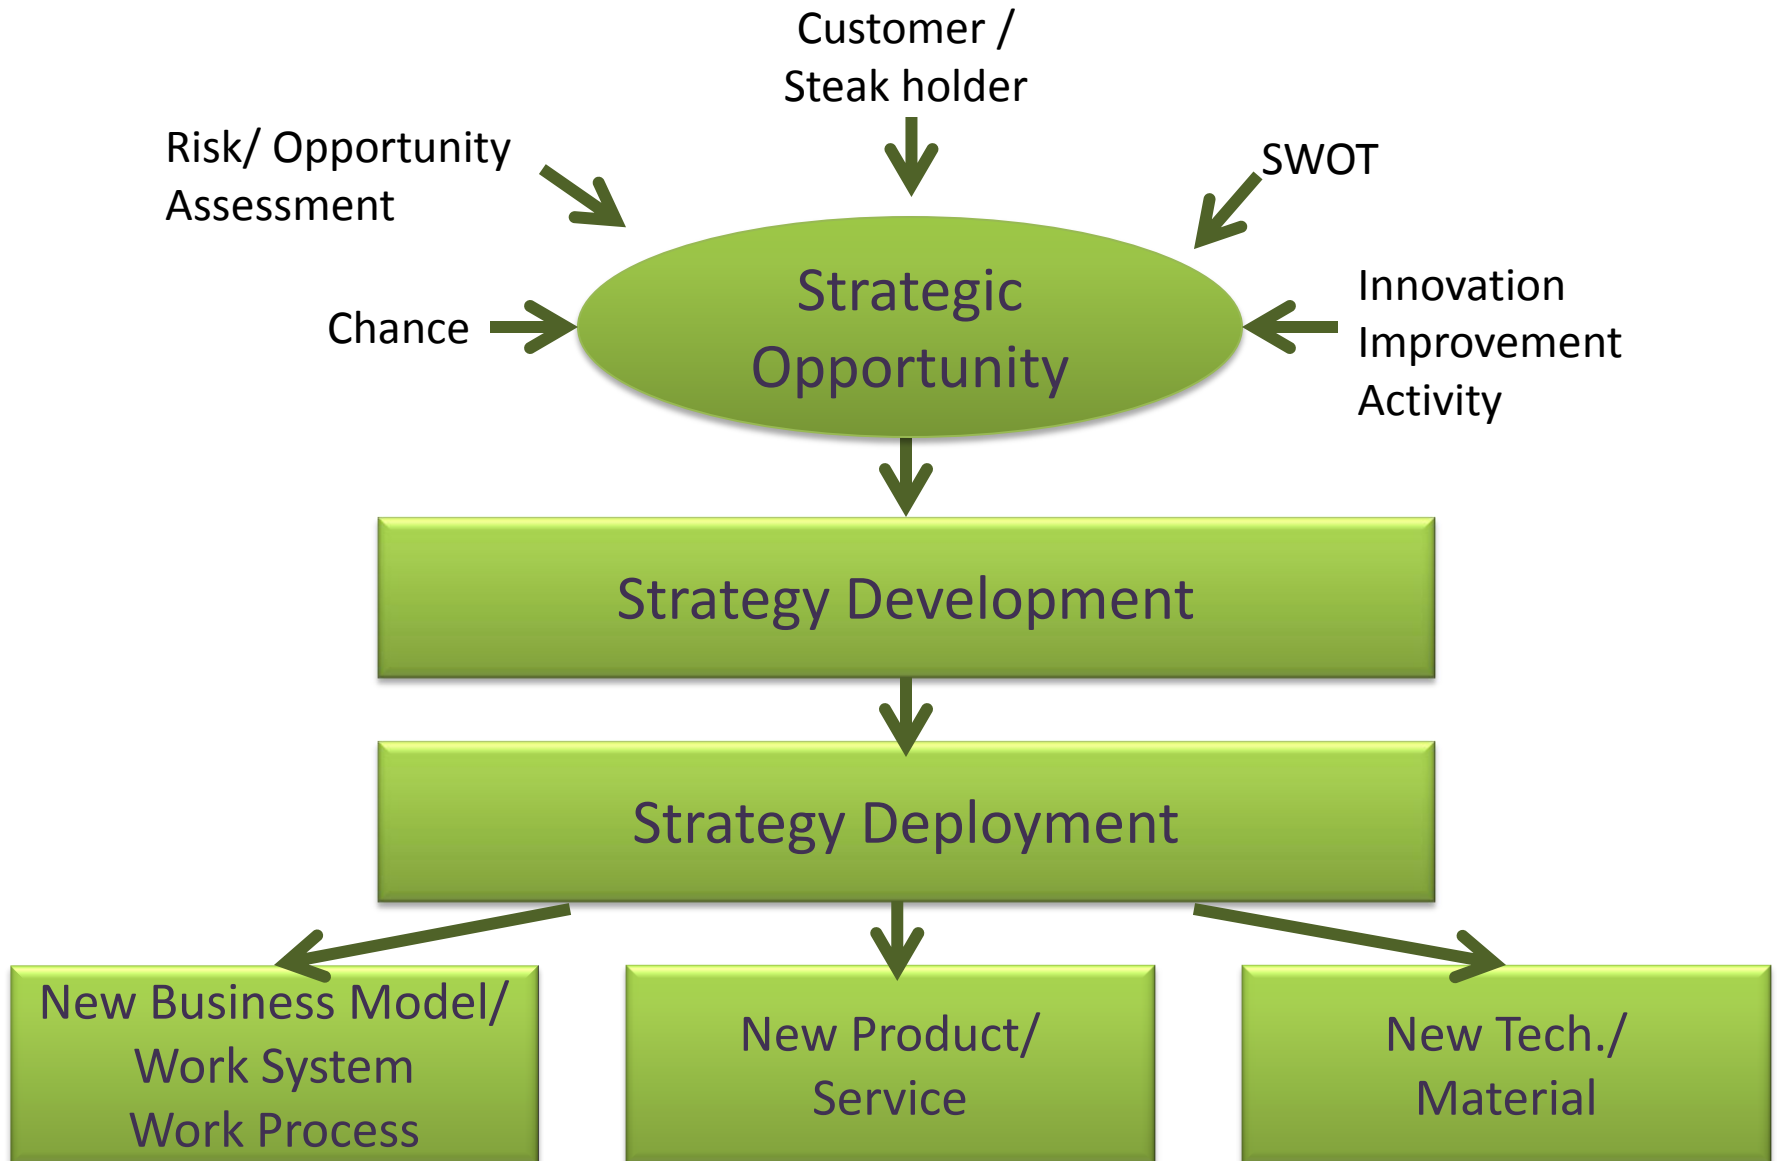 Customer /
Steak holder
Risk/ Opportunity
Assessment
SWOT
Chance
Strategic
Opportunity
Innovation
Improvement
Activity
Strategy Development
Strategy Deployment
New Business Model/
Work System
Work Process
New Product/
Service
New Tech./
Material